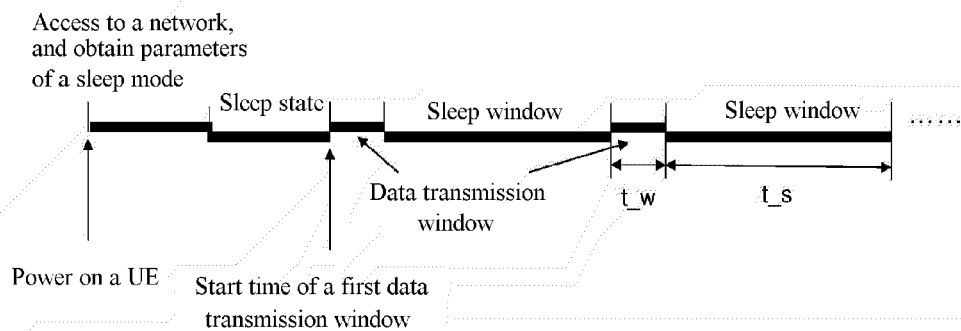 Access to a network,
and obtain parameters
of a sleep mode
Sleep state
Sleep window
Sleep window
......
Data transmission
window
t_w
t_s
Power on a UE
Start time of a first data
transmission window